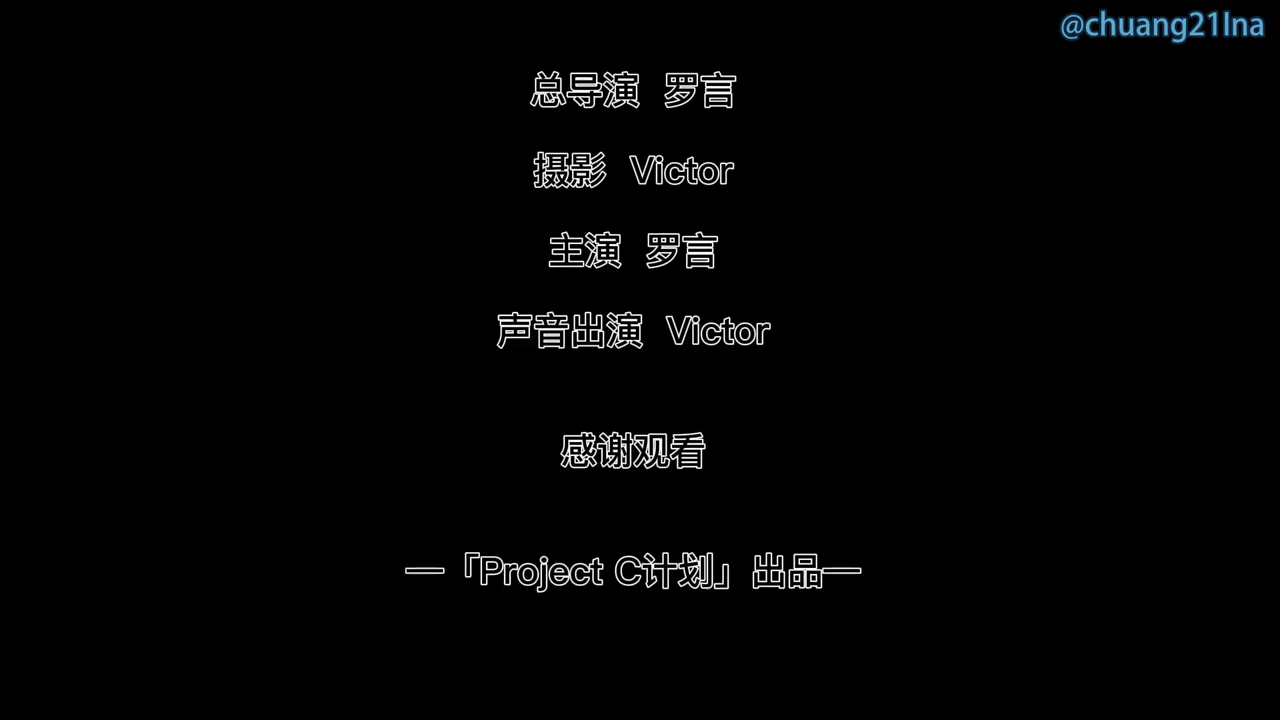 @chuang21Ina
总导演 罗言
摄影 Victor
主演 罗言
声音出演 Victor
感谢观看
—「Project C计划」出品—